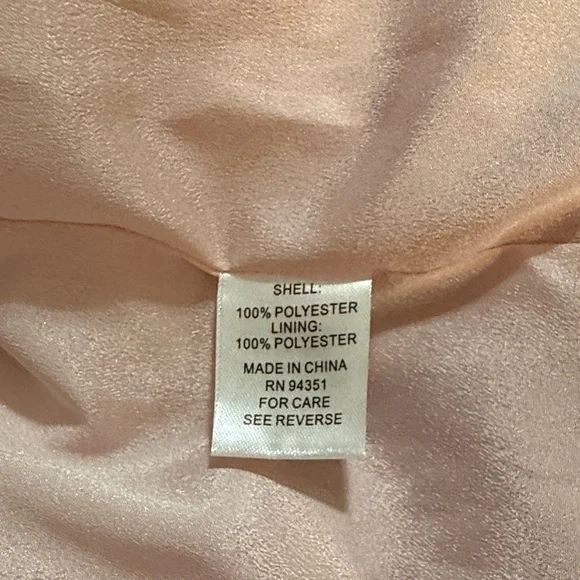 SHELL:
100% POLYESTER
LINING:
100% POLYESTER
MADE IN CHINA
RN 94351
FOR CARE
SEE REVERSE